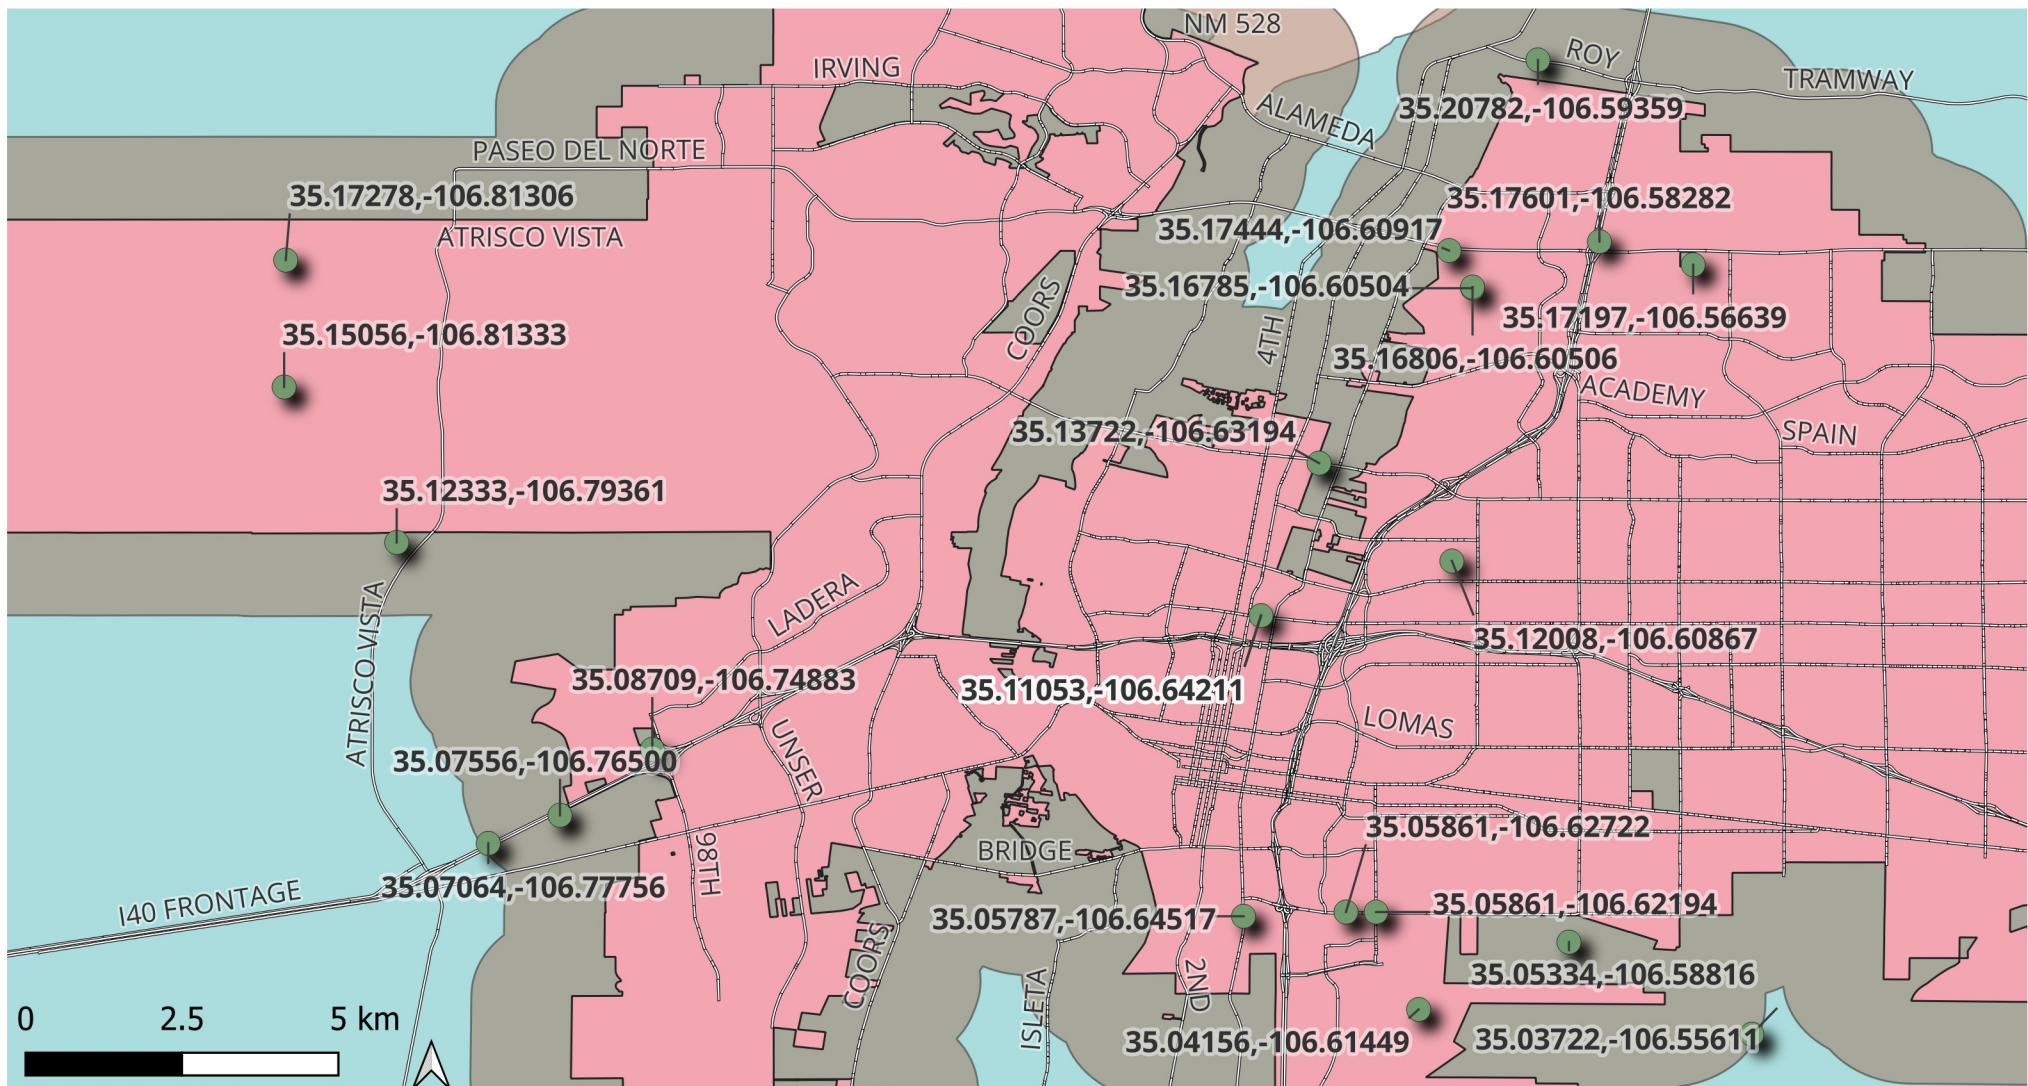 NM 528
IRVING
ROY
TRAMWAY
35.20782,-106.59359
ALAMEDA
PASEO DEL NORTE
35.17278,-106.81306
35.17601,-106.58282
35.17444,-106.60917
ATRISCO VISTA
35.16785,-106.60504
COORS
35.17197,-106.56639
35.15056,-106.81333
4TH
35.16806,-106.60506
ACADEMY
35.13722,-106.63194
SPAIN
35.12333,-106.79361
LADERA
ATRISCO VISTA
35.12008,-106.60867
35.08709,-106.74883
35.11053,-106.64211
LOMAS
UNSER
35.07556,-106.76500
35.05861,-106.62722
BRIDGE
98TH
35.07064,-106.77756
I40 FRONTAGE
35.05861,-106.62194
35.05787,-106.64517
COORS
35.05334,-106.58816
2ND
ISLETA
0 2.5 5 km
35.04156,-106.61449
35.03722,-106.55611